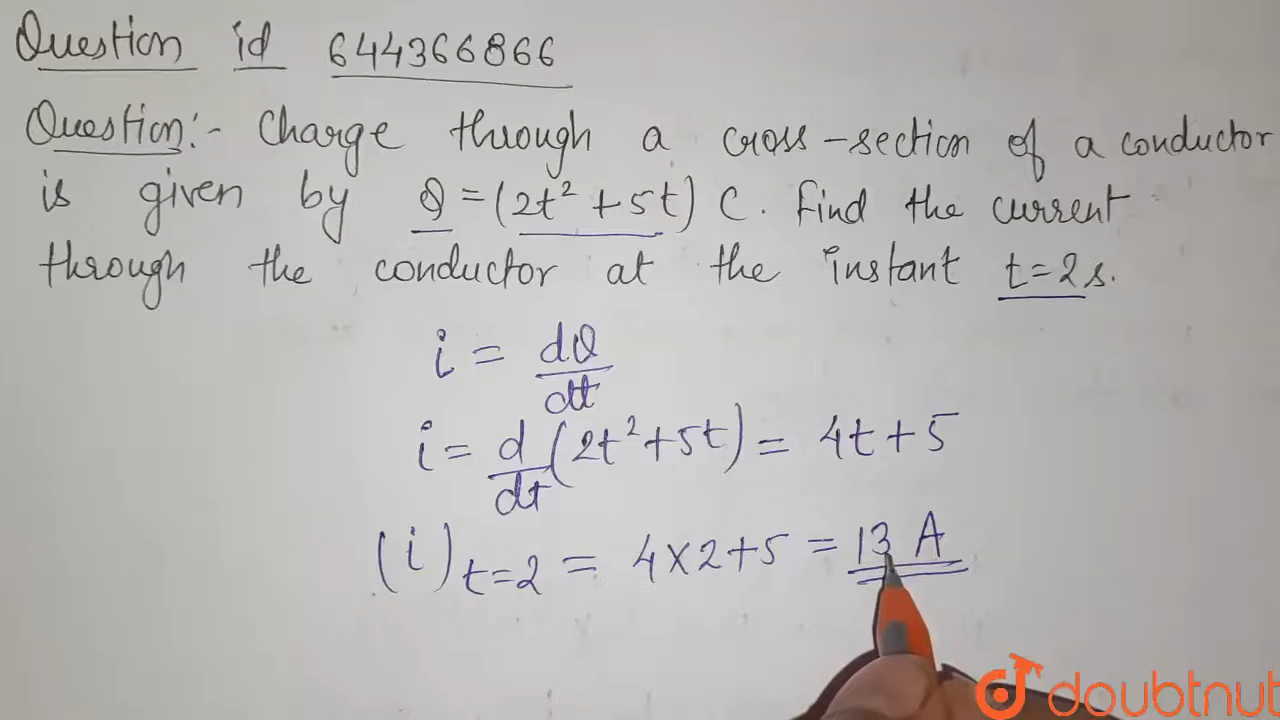 Question id 644366866
Question:- Charge through a cross-section of a conductor
is given by Q = (2t² + 5t) C. Find the current
through the conductor at the instant t=2s.
i = dQ/dt
i = d/dt (2t²+5t) = 4t+5
(i)t=2 = 4×2+5 = 13 A
doubtnut